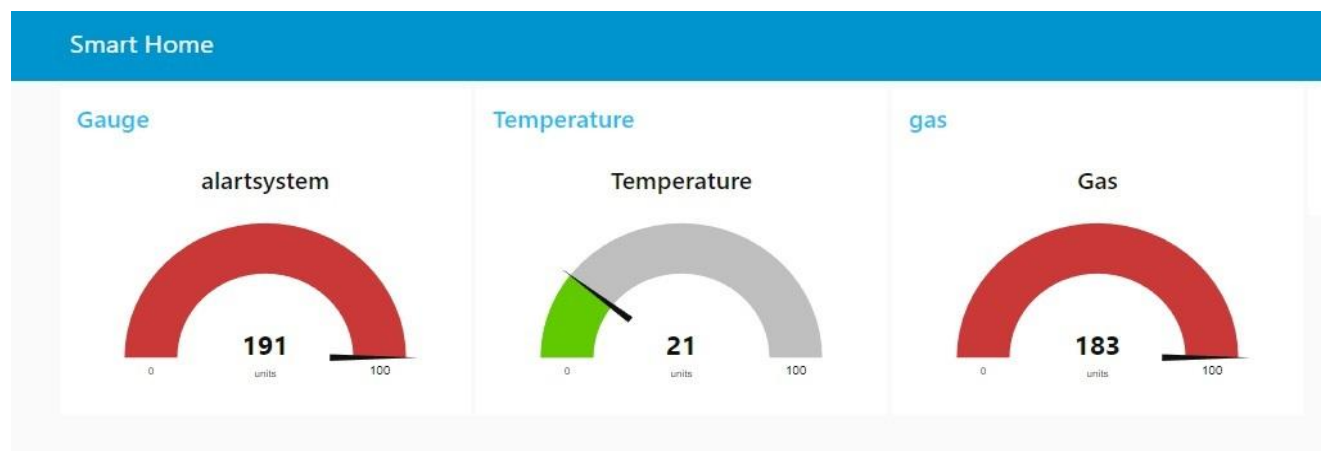 Smart Home
Gauge
alartsystem
191
0
units
100
Temperature
Temperature
21
0
units
100
gas
Gas
183
0
units
100